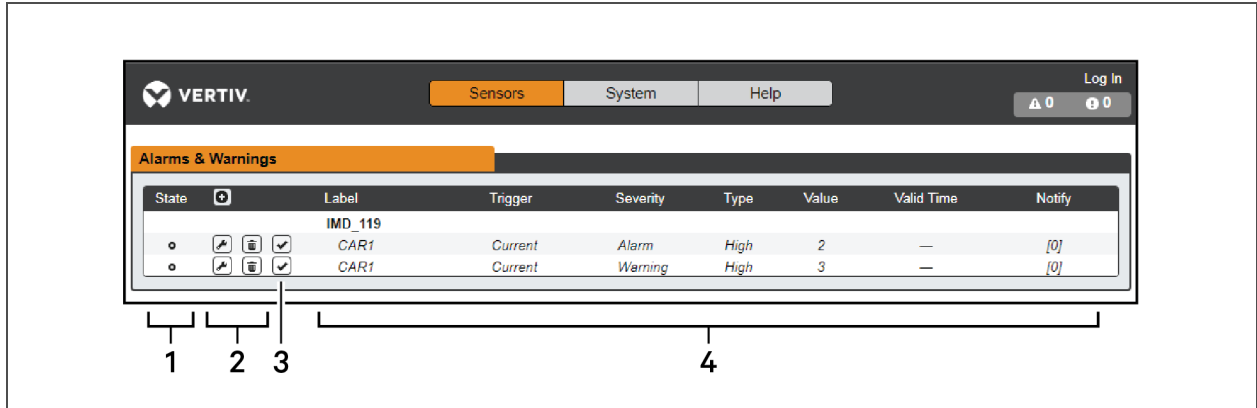 Log In
VERTIV.
Sensors System Help
0 0
Alarms & Warnings
State Label Trigger Severity Type Value Valid Time Notify
IMD_119
CAR1 Current Alarm High 2 — [0]
CAR1 Current Warning High 3 — [0]
1 2 3 4